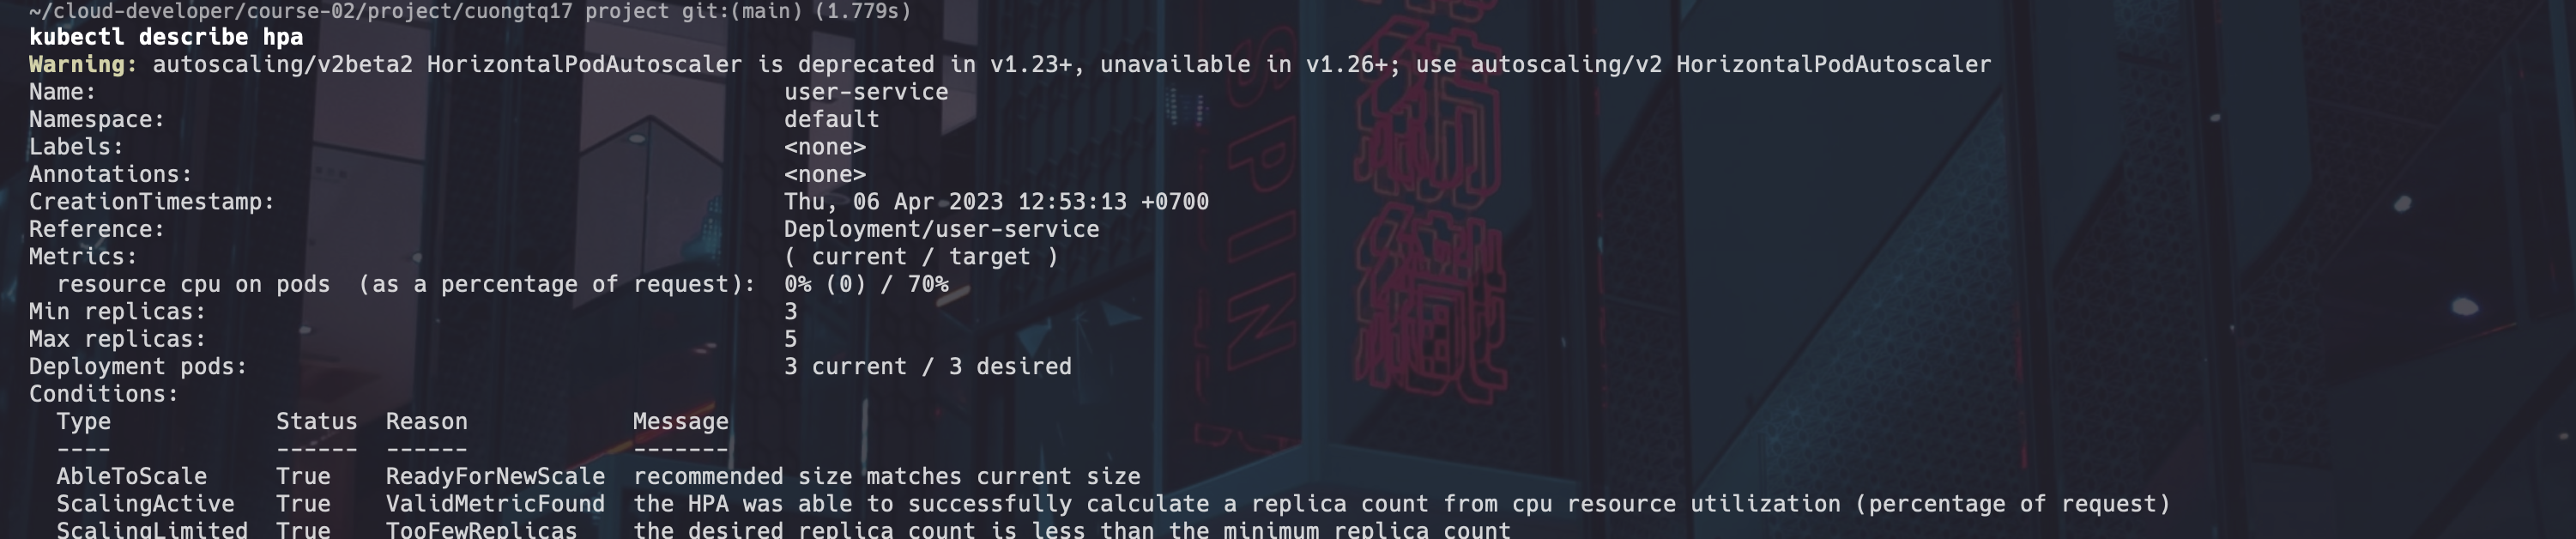 ~/cloud-developer/course-02/project/cuongtq17 project git:(main) (1.779s)
kubectl describe hpa
Warning: autoscaling/v2beta2 HorizontalPodAutoscaler is deprecated in v1.23+, unavailable in v1.26+; use autoscaling/v2 HorizontalPodAutoscaler
Name: user-service
Namespace: default
Labels: <none>
Annotations: <none>
CreationTimestamp: Thu, 06 Apr 2023 12:53:13 +0700
Reference: Deployment/user-service
Metrics: ( current / target )
resource cpu on pods (as a percentage of request): 0% (0) / 70%
Min replicas: 3
Max replicas: 5
Deployment pods: 3 current / 3 desired
Conditions:
Type Status Reason Message
---- ------ ------ -------
AbleToScale True ReadyForNewScale recommended size matches current size
ScalingActive True ValidMetricFound the HPA was able to successfully calculate a replica count from cpu resource utilization (percentage of request)
ScalingLimited True TooFewReplicas the desired replica count is less than the minimum replica count
SPIN